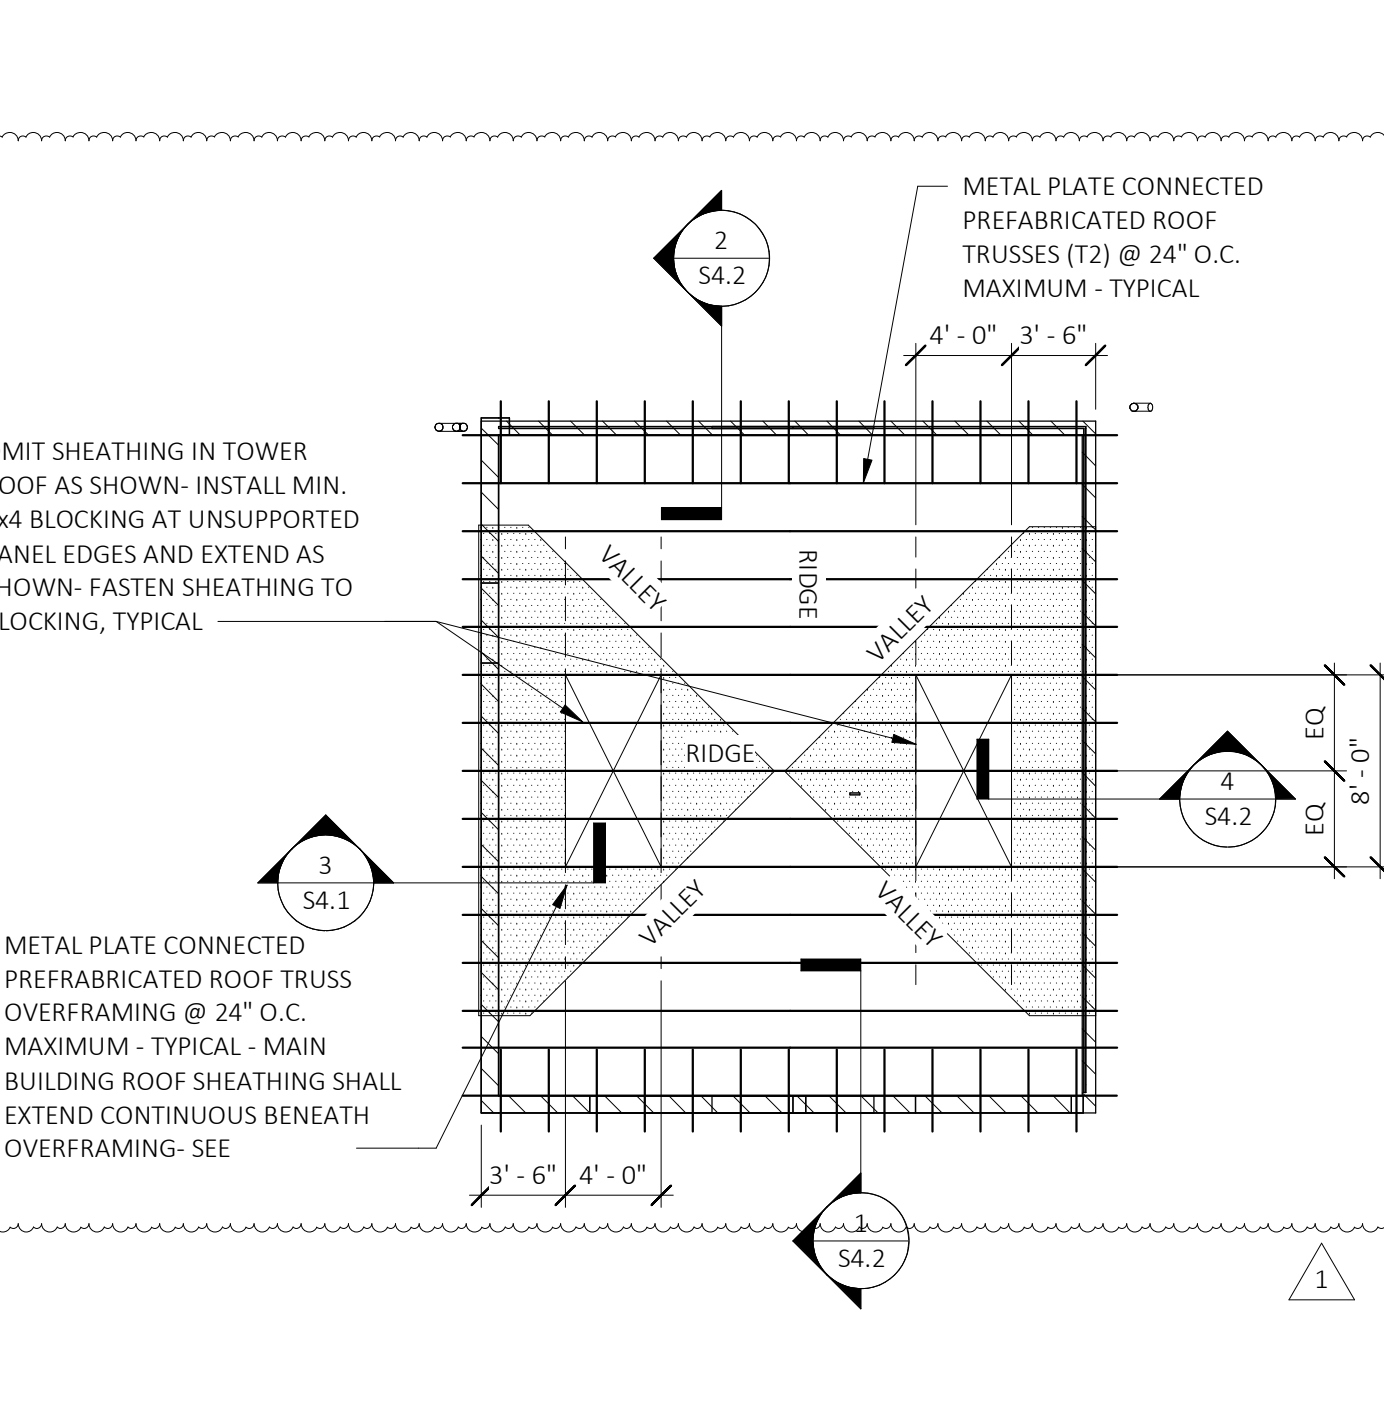 METAL PLATE CONNECTED
PREFABRICATED ROOF
TRUSSES (T2) @ 24" O.C.
MAXIMUM - TYPICAL
2
S4.2
4' - 0"
3' - 6"
MIT SHEATHING IN TOWER
OOF AS SHOWN- INSTALL MIN.
x4 BLOCKING AT UNSUPPORTED
ANEL EDGES AND EXTEND AS
HOWN- FASTEN SHEATHING TO
LOCKING, TYPICAL
VALLEY
RIDGE
VALLEY
RIDGE
EQ
8' - 0"
EQ
4
S4.2
3
S4.1
VALLEY
VALLEY
METAL PLATE CONNECTED
PREFRABRICATED ROOF TRUSS
OVERFRAMING @ 24" O.C.
MAXIMUM - TYPICAL - MAIN
BUILDING ROOF SHEATHING SHALL
EXTEND CONTINUOUS BENEATH
OVERFRAMING- SEE
3' - 6"
4' - 0"
1
S4.2
1